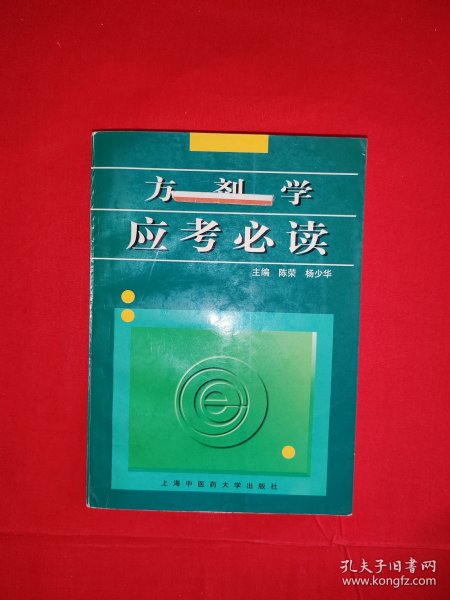 方剂学
应考必读
主编 陈荣 杨少华
e
上海中医药大学出版社
孔夫子旧书网
www.kongfz.com